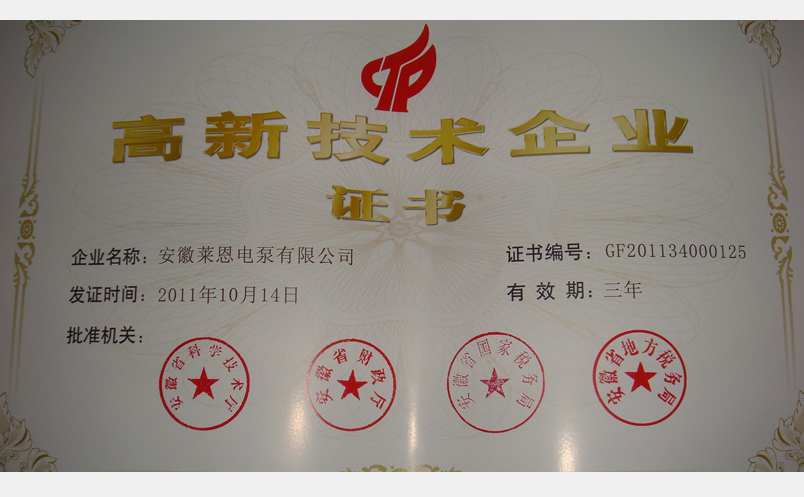 高新技术企业
证书
企业名称：安徽莱恩电泵有限公司
证书编号：GF201134000125
发证时间：2011年10月14日
有效期：三年
批准机关：
安徽省科学技术厅
安徽省财政厅
安徽省国家税务局
安徽省地方税务局